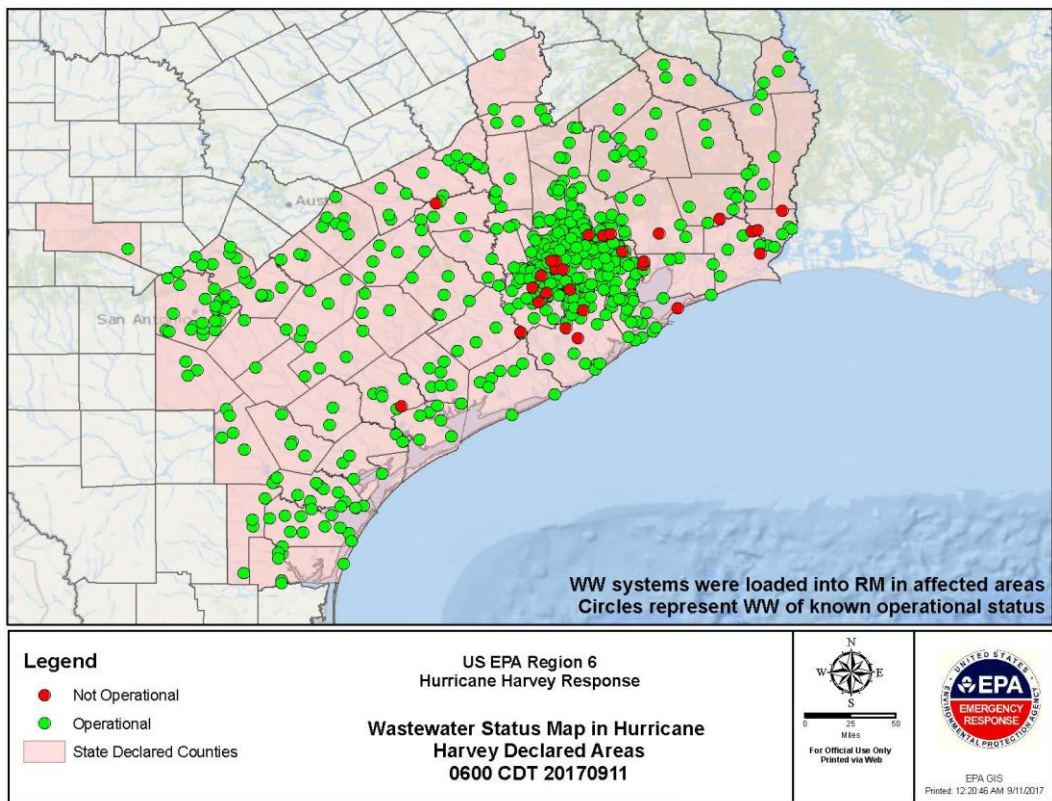 Aust
San Antonio
WW systems were loaded into RM in affected areas
Circles represent WW of known operational status
Legend
Not Operational
Operational
State Declared Counties
US EPA Region 6
Hurricane Harvey Response
Wastewater Status Map in Hurricane
Harvey Declared Areas
0600 CDT 20170911
N
W E
S
0 25 50
Miles
For Official Use Only
Printed via Web
UNITED STATES
EPA
EMERGENCY
RESPONSE
ENVIRONMENTAL PROTECTION AGENCY
EPA GIS
Printed: 12:20:46 AM 9/11/2017